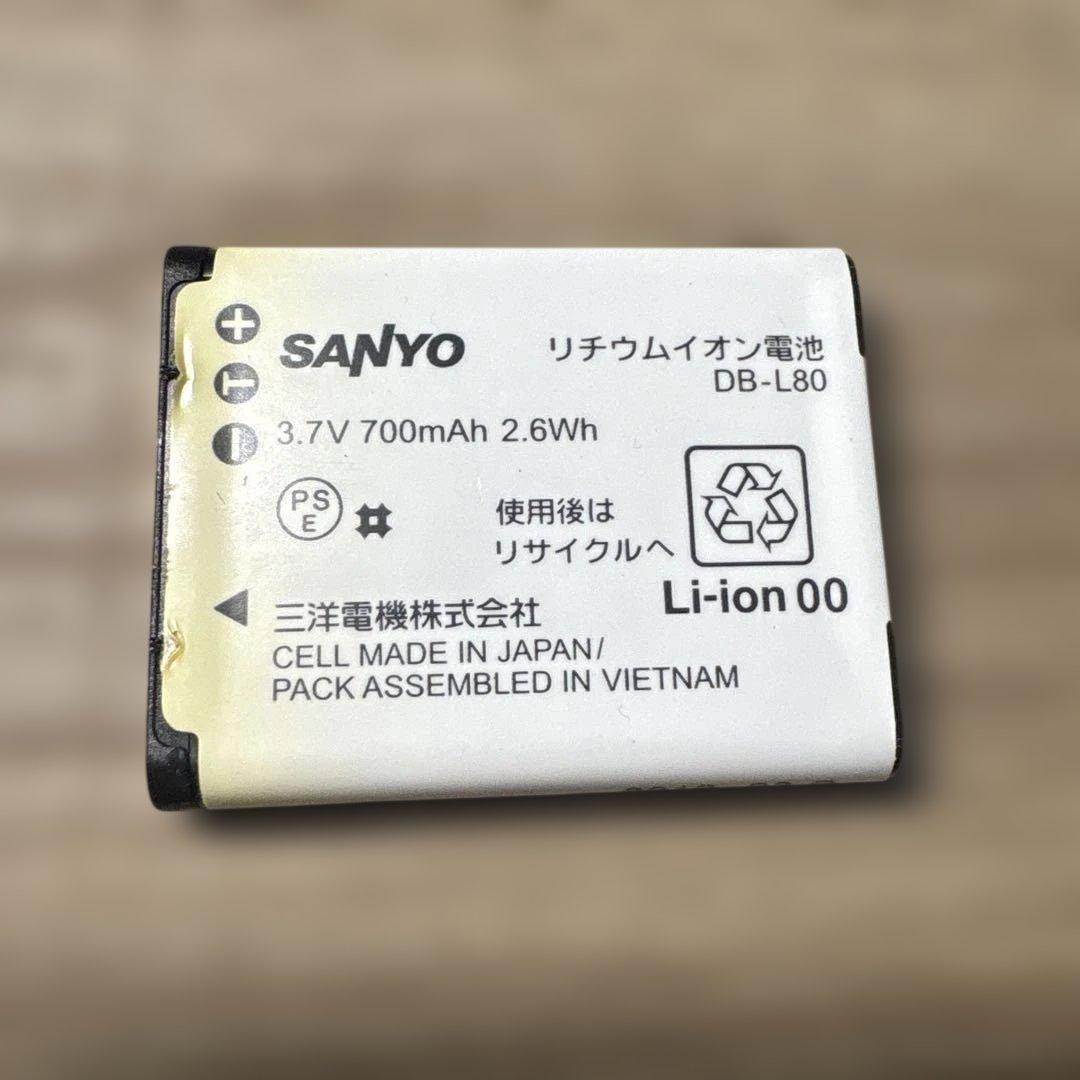 +
SANYO
リチウムイオン電池
T
DB-L80
−
3.7V 700mAh 2.6Wh
PS
E
使用後は
リサイクルへ
Li-ion 00
三洋電機株式会社
CELL MADE IN JAPAN/
PACK ASSEMBLED IN VIETNAM